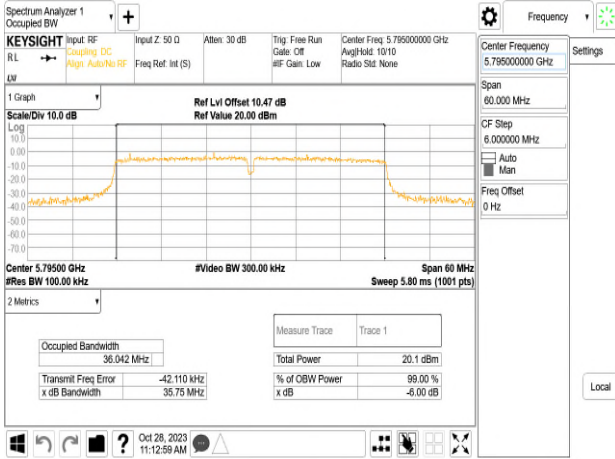 Spectrum Analyzer 1
Occupied BW
Frequency
KEYSIGHT
RL
Input: RF
Coupling: DC
Align: Auto/No RF
Input Z: 50 Ω
Freq Ref: Int (S)
Atten: 30 dB
Trig: Free Run
Gate: Off
#IF Gain: Low
Center Freq: 5.795000000 GHz
Avg|Hold: 10/10
Radio Std: None
Center Frequency
5.795000000 GHz
Settings
Span
60.000 MHz
CF Step
6.000000 MHz
Auto
Man
Freq Offset
0 Hz
Local
1 Graph
Scale/Div 10.0 dB
Ref Lvl Offset 10.47 dB
Ref Value 20.00 dBm
Log
10.0
0.00
-10.0
-20.0
-30.0
-40.0
-50.0
-60.0
-70.0
Center 5.79500 GHz
#Video BW 300.00 kHz
Span 60 MHz
#Res BW 100.00 kHz
Sweep 5.80 ms (1001 pts)
2 Metrics
Measure Trace Trace 1
Occupied Bandwidth
36.042 MHz
Total Power 20.1 dBm
Transmit Freq Error -42.110 kHz
% of OBW Power 99.00 %
x dB Bandwidth 35.75 MHz
x dB -6.00 dB
Oct 28, 2023
11:12:59 AM